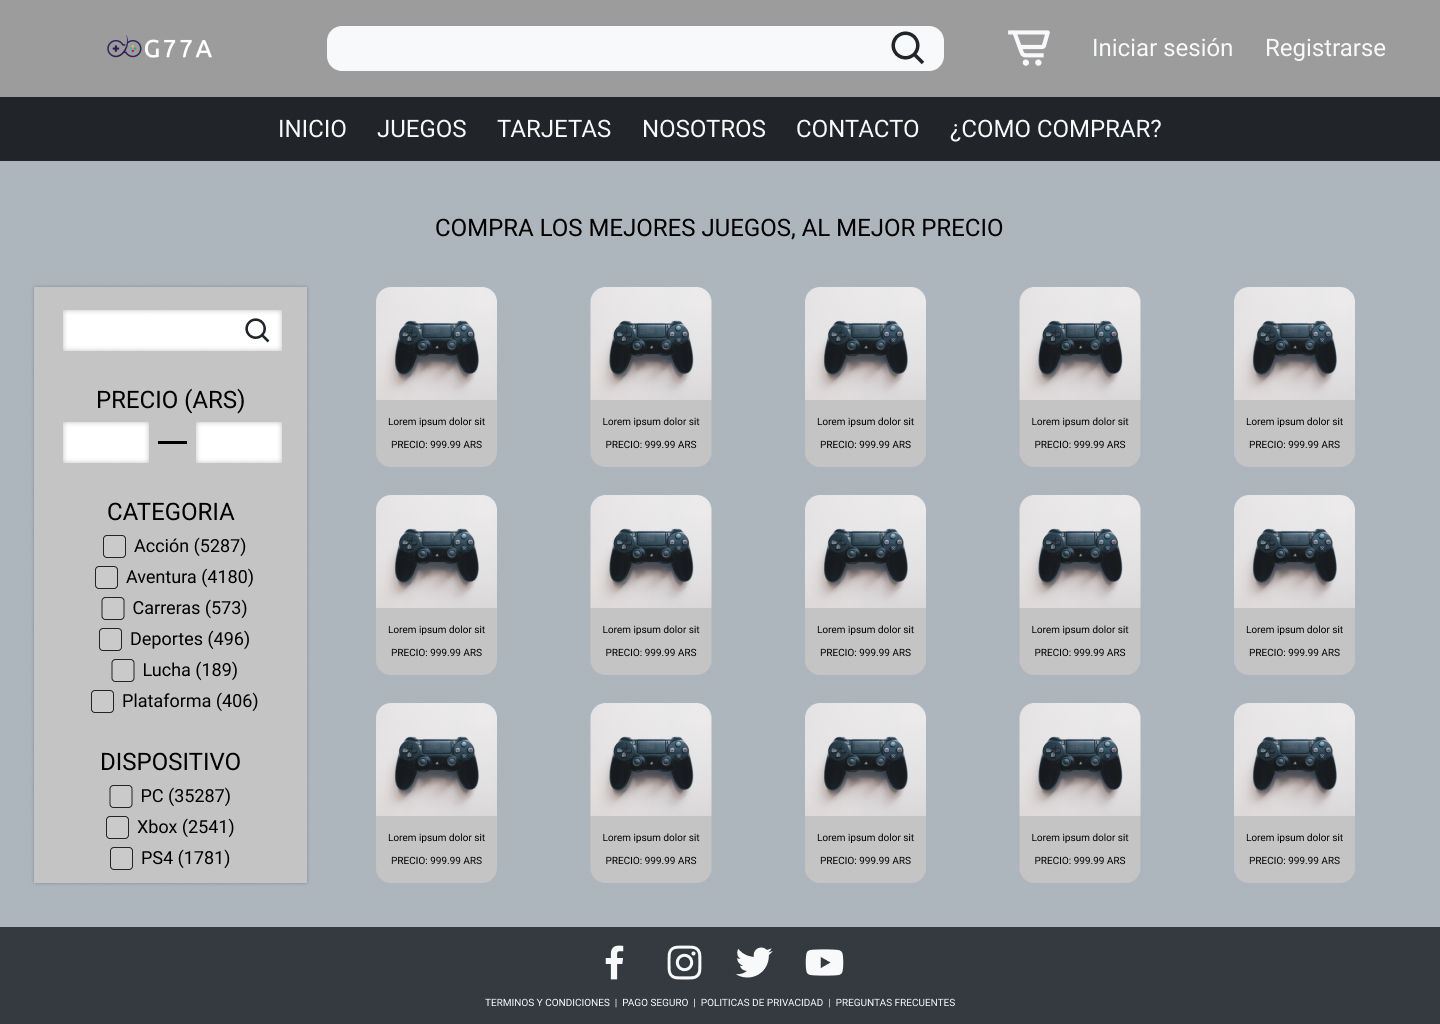 G77A
Iniciar sesión Registrarse
INICIO JUEGOS TARJETAS NOSOTROS CONTACTO ¿COMO COMPRAR?
COMPRA LOS MEJORES JUEGOS, AL MEJOR PRECIO
PRECIO (ARS)
CATEGORIA
Acción (5287)
Aventura (4180)
Carreras (573)
Deportes (496)
Lucha (189)
Plataforma (406)
DISPOSITIVO
PC (35287)
Xbox (2541)
PS4 (1781)
Lorem ipsum dolor sit
PRECIO: 999.99 ARS
Lorem ipsum dolor sit
PRECIO: 999.99 ARS
Lorem ipsum dolor sit
PRECIO: 999.99 ARS
Lorem ipsum dolor sit
PRECIO: 999.99 ARS
Lorem ipsum dolor sit
PRECIO: 999.99 ARS
Lorem ipsum dolor sit
PRECIO: 999.99 ARS
Lorem ipsum dolor sit
PRECIO: 999.99 ARS
Lorem ipsum dolor sit
PRECIO: 999.99 ARS
Lorem ipsum dolor sit
PRECIO: 999.99 ARS
Lorem ipsum dolor sit
PRECIO: 999.99 ARS
Lorem ipsum dolor sit
PRECIO: 999.99 ARS
Lorem ipsum dolor sit
PRECIO: 999.99 ARS
Lorem ipsum dolor sit
PRECIO: 999.99 ARS
Lorem ipsum dolor sit
PRECIO: 999.99 ARS
Lorem ipsum dolor sit
PRECIO: 999.99 ARS
TERMINOS Y CONDICIONES | PAGO SEGURO | POLITICAS DE PRIVACIDAD | PREGUNTAS FRECUENTES